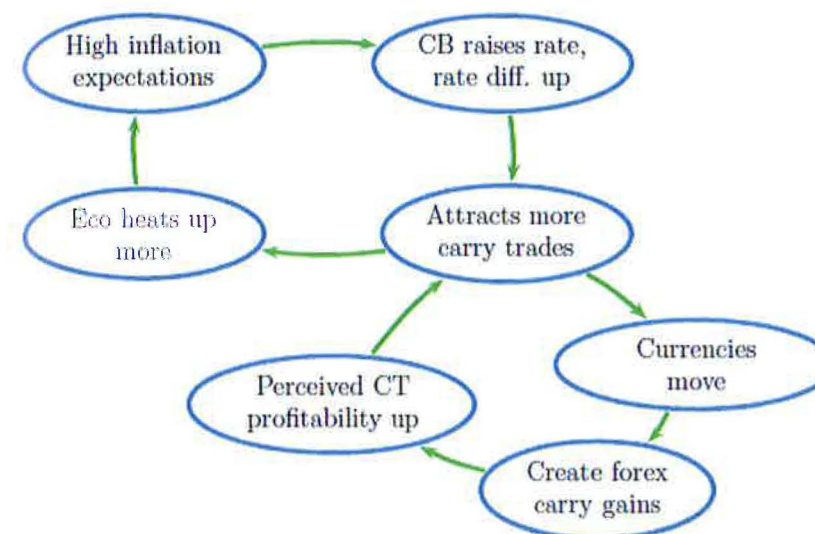 High inflation
expectations
CB raises rate,
rate diff. up
Eco heats up
more
Attracts more
carry trades
Currencies
move
Perceived CT
profitability up
Create forex
carry gains